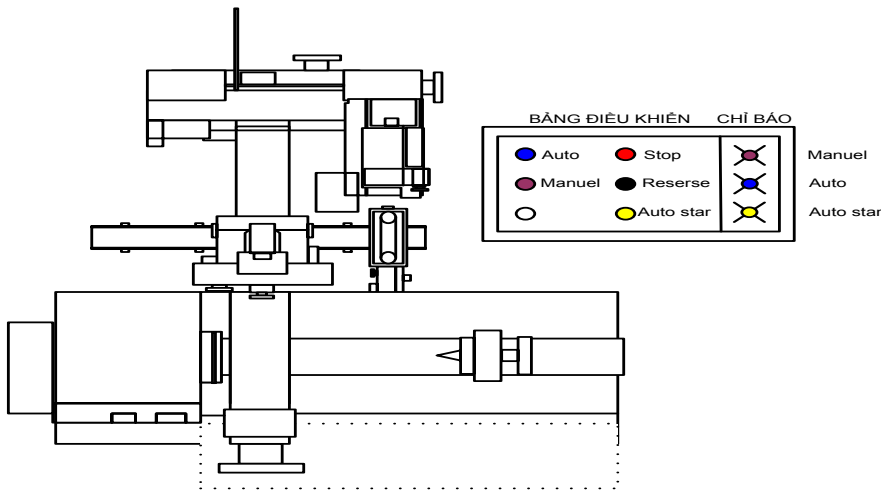 BẢNG ĐIỀU KHIỂN CHỈ BÁO
Auto Stop Manuel
Manuel Reserse Auto
Auto star Auto star